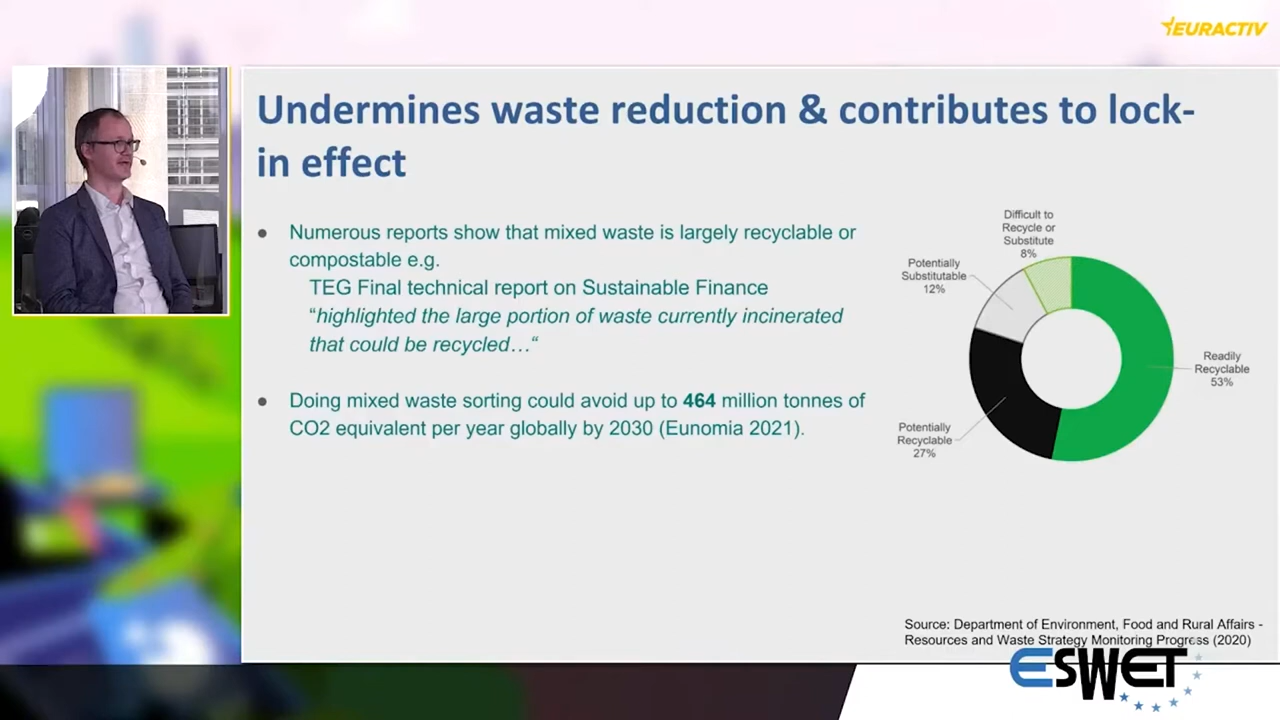 EURACTIV
Undermines waste reduction & contributes to lock-
in effect
● Numerous reports show that mixed waste is largely recyclable or
compostable e.g.
TEG Final technical report on Sustainable Finance
“highlighted the large portion of waste currently incinerated
that could be recycled…“
● Doing mixed waste sorting could avoid up to 464 million tonnes of
CO2 equivalent per year globally by 2030 (Eunomia 2021).
Difficult to
Recycle or
Substitute
8%
Potentially
Substitutable
12%
Readily
Recyclable
53%
Potentially
Recyclable
27%
Source: Department of Environment, Food and Rural Affairs -
Resources and Waste Strategy Monitoring Progress (2020)
ESWET